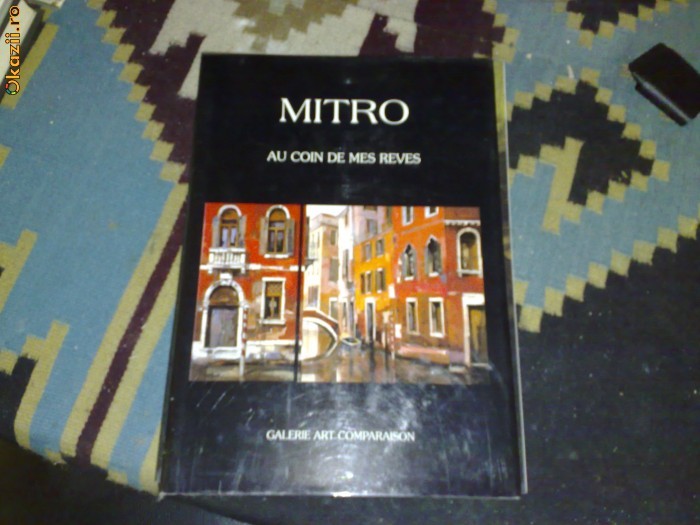 Okazii.ro
MITRO
AU COIN DE MES REVES
GALERIE ART COMPARAISON